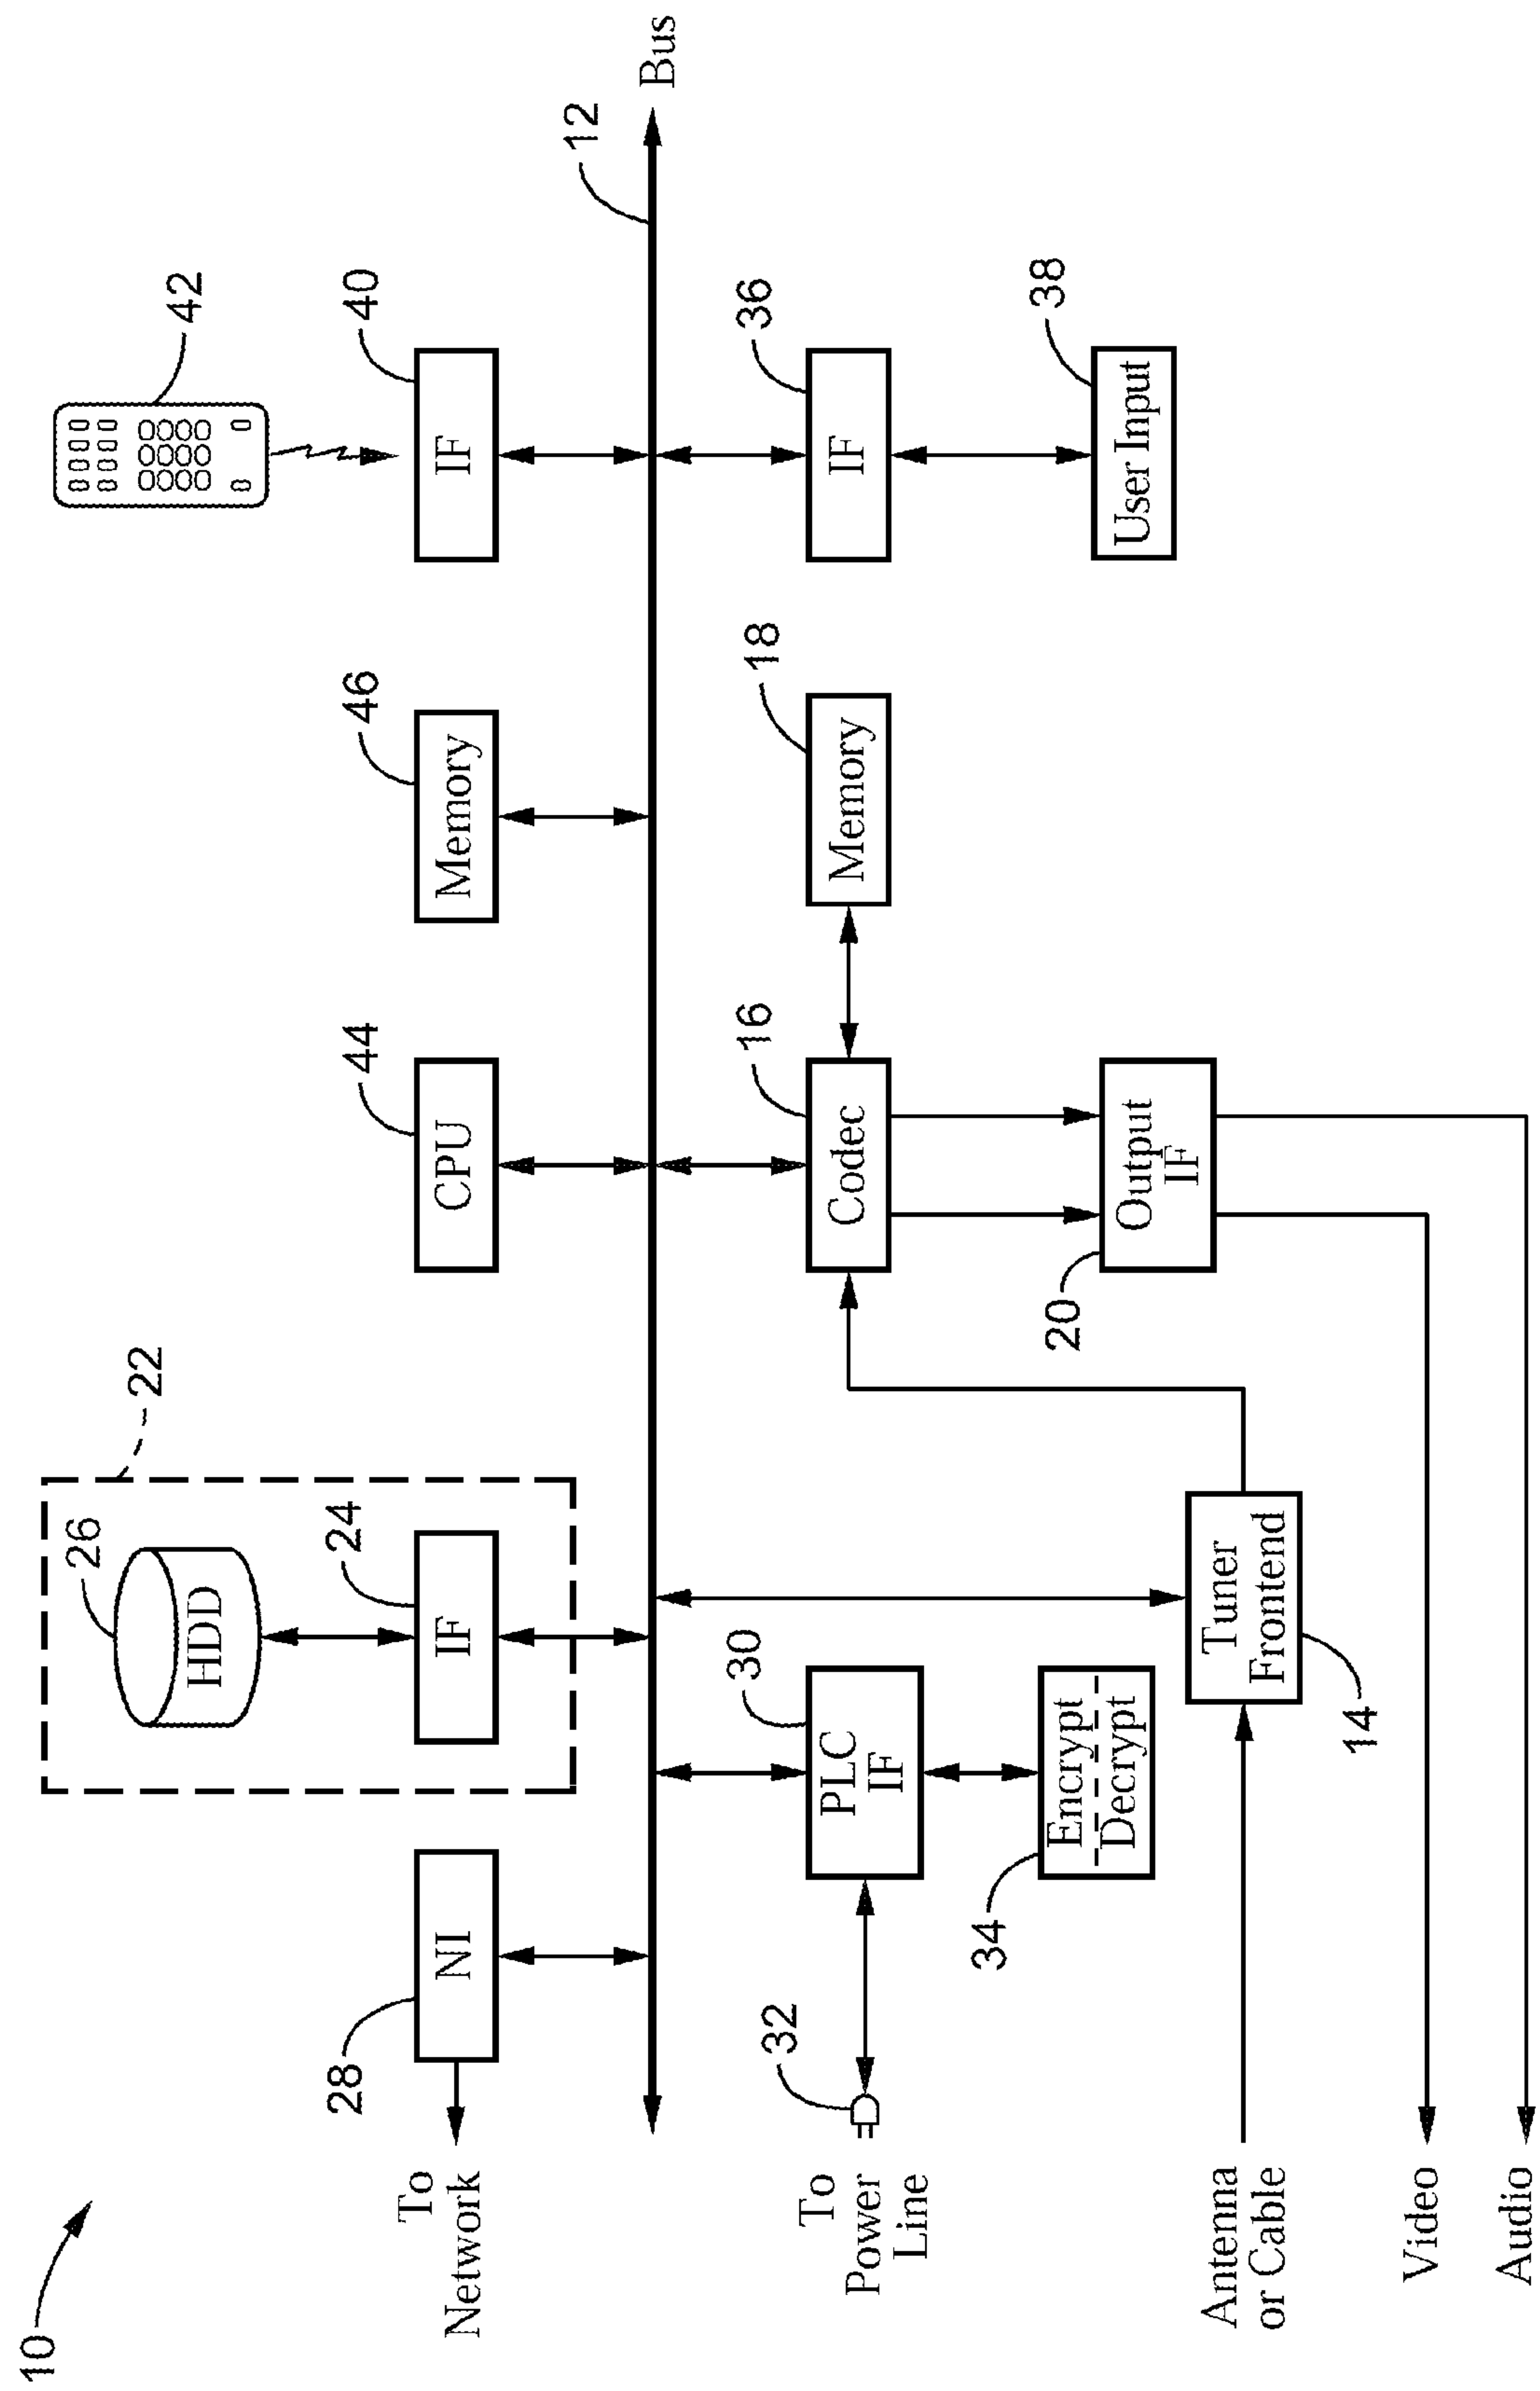 10
22
26
HDD
24
IF
42
28
NI
To
Network
44
CPU
46
Memory
40
IF
12
Bus
32
To
Power
Line
30
PLC
IF
34
Encrypt
Decrypt
16
Codec
18
Memory
36
IF
38
User Input
20
Output
IF
14
Tuner
Frontend
Antenna
or Cable
Video
Audio